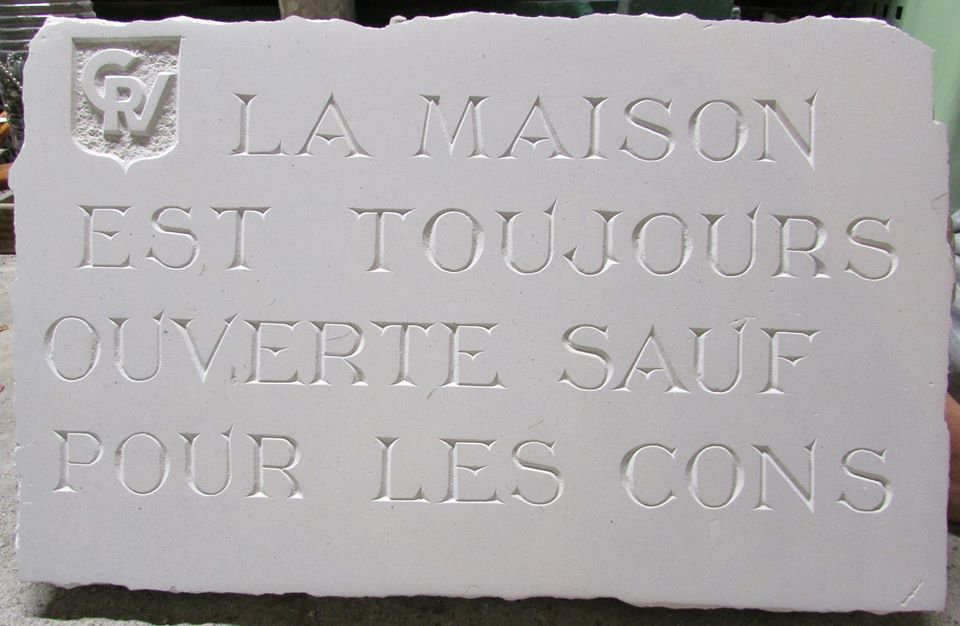 CRV
LA MAISON
EST TOUJOURS
OUVERTE SAUF
POUR LES CONS